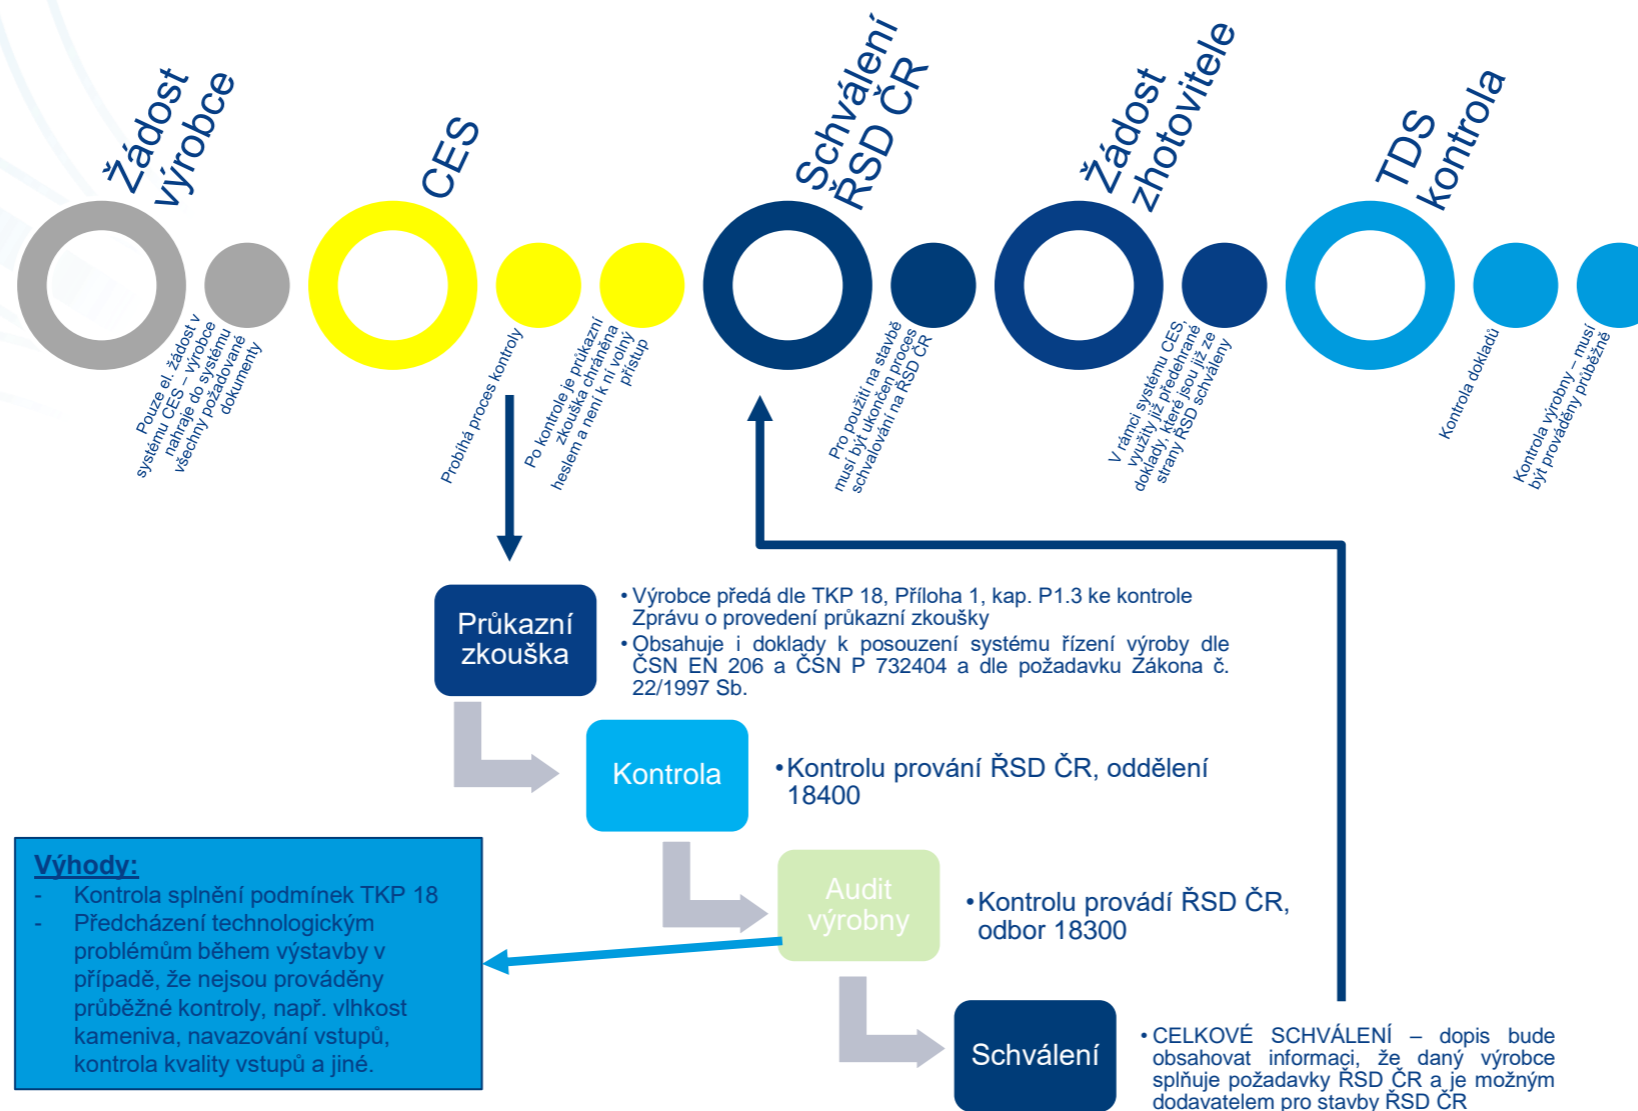 Žádost
výrobce
CES
Schválení
ŘSD ČR
Žádost
zhotovitele
TDS
kontrola
Pouze el. žádost v
systému CES – výrobce
nahraje do systému
všechny požadované
dokumenty
Probíhá proces kontroly
Po kontrole je průkazní
zkouška chráněna
heslem a není k ní volný
přístup
Pro použití na stavbě
musí být ukončen proces
schvalování na ŘSD ČR
V rámci systému CES,
využity již předehrané
doklady, které jsou již ze
strany ŘSD schváleny
Kontrola dokladů
Kontrola výrobny – musí
být prováděny průběžně
Průkazní
zkouška
• Výrobce předá dle TKP 18, Příloha 1, kap. P1.3 ke kontrole
Zprávu o provedení průkazní zkoušky
• Obsahuje i doklady k posouzení systému řízení výroby dle
ČSN EN 206 a ČSN P 732404 a dle požadavku Zákona č.
22/1997 Sb.
Kontrola
• Kontrolu prování ŘSD ČR, oddělení
18400
Audit
výrobny
• Kontrolu provádí ŘSD ČR,
odbor 18300
Výhody:
- Kontrola splnění podmínek TKP 18
- Předcházení technologickým
problémům během výstavby v
případě, že nejsou prováděny
průběžné kontroly, např. vlhkost
kameniva, navazování vstupů,
kontrola kvality vstupů a jiné.
Schválení
• CELKOVÉ SCHVÁLENÍ – dopis bude
obsahovat informaci, že daný výrobce
splňuje požadavky ŘSD ČR a je možným
dodavatelem pro stavby ŘSD ČR